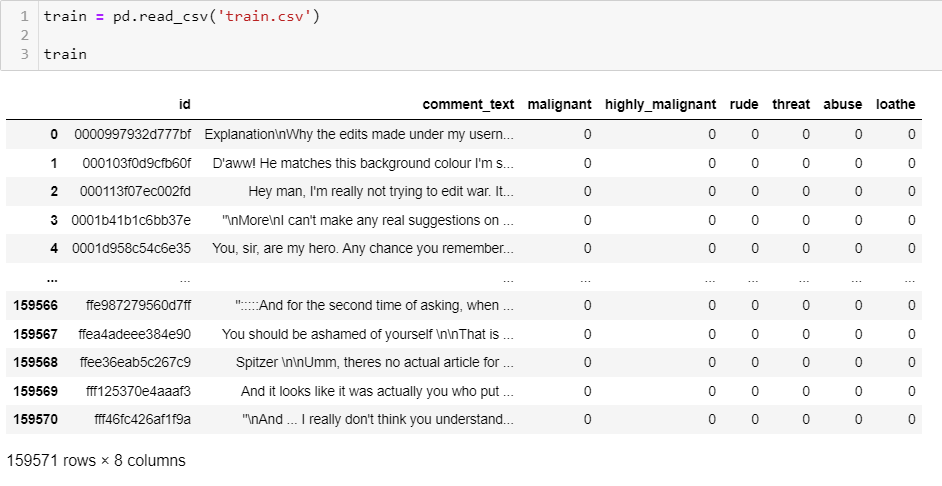 1 train = pd.read_csv('train.csv')
2
3 train
id comment_text malignant highly_malignant rude threat abuse loathe
0 0000997932d777bf Explanation\nWhy the edits made under my usern... 0 0 0 0 0 0
1 000103f0d9cfb60f D'aww! He matches this background colour I'm s... 0 0 0 0 0 0
2 000113f07ec002fd Hey man, I'm really not trying to edit war. It... 0 0 0 0 0 0
3 0001b41b1c6bb37e "\nMore\nI can't make any real suggestions on ... 0 0 0 0 0 0
4 0001d958c54c6e35 You, sir, are my hero. Any chance you remember... 0 0 0 0 0 0
... ... ... ... ... ... ... ... ...
159566 ffe987279560d7ff ":::::And for the second time of asking, when ... 0 0 0 0 0 0
159567 ffea4adeee384e90 You should be ashamed of yourself \n\nThat is ... 0 0 0 0 0 0
159568 ffee36eab5c267c9 Spitzer \n\nUmm, theres no actual article for ... 0 0 0 0 0 0
159569 fff125370e4aaaf3 And it looks like it was actually you who put ... 0 0 0 0 0 0
159570 fff46fc426af1f9a "\nAnd ... I really don't think you understand... 0 0 0 0 0 0
159571 rows × 8 columns